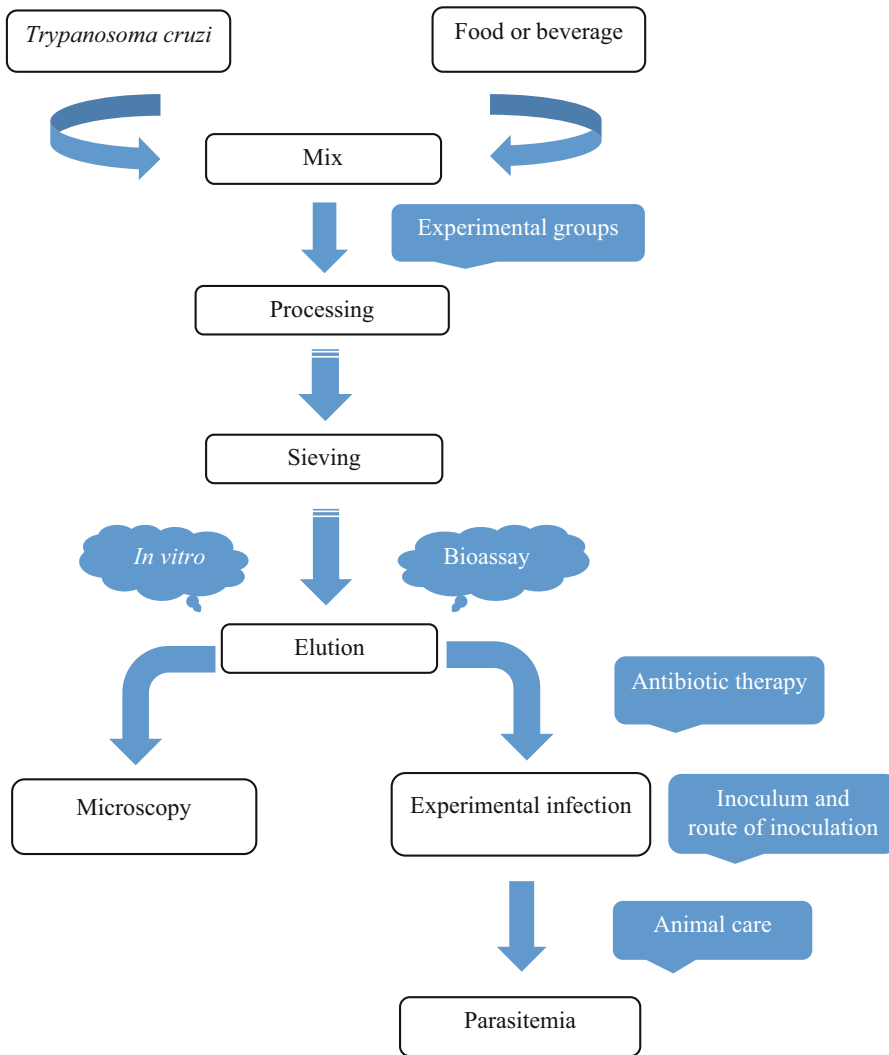 Trypanosoma cruzi
Food or beverage
Mix
Experimental groups
Processing
Sieving
In vitro
Bioassay
Elution
Antibiotic therapy
Microscopy
Experimental infection
Inoculum and
route of inoculation
Animal care
Parasitemia